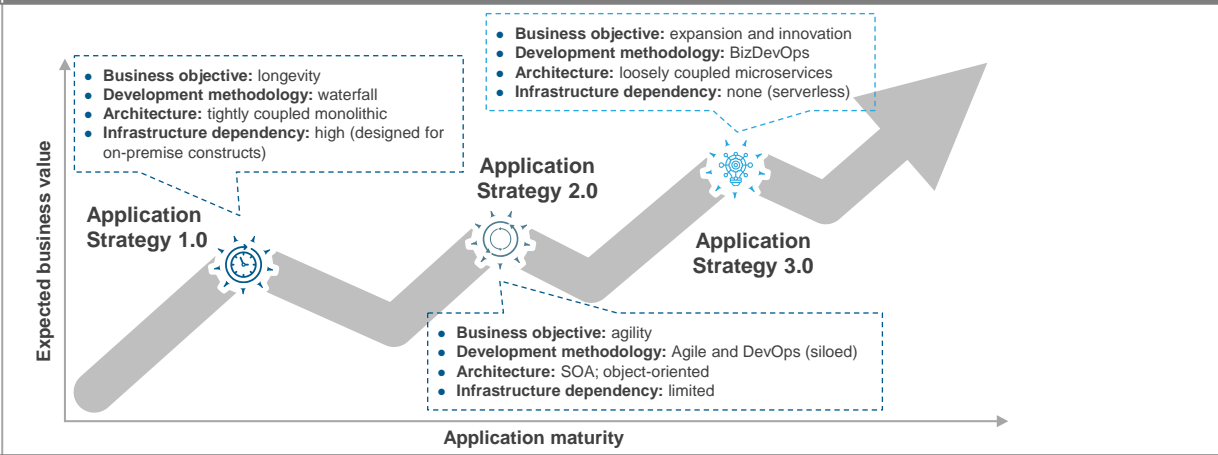 ● Business objective: expansion and innovation
● Development methodology: BizDevOps
● Architecture: loosely coupled microservices
● Infrastructure dependency: none (serverless)
● Business objective: longevity
● Development methodology: waterfall
● Architecture: tightly coupled monolithic
● Infrastructure dependency: high (designed for
on-premise constructs)
Application
Strategy 2.0
Application
Strategy 1.0
Application
Strategy 3.0
● Business objective: agility
● Development methodology: Agile and DevOps (siloed)
● Architecture: SOA; object-oriented
● Infrastructure dependency: limited
Expected business value
Application maturity